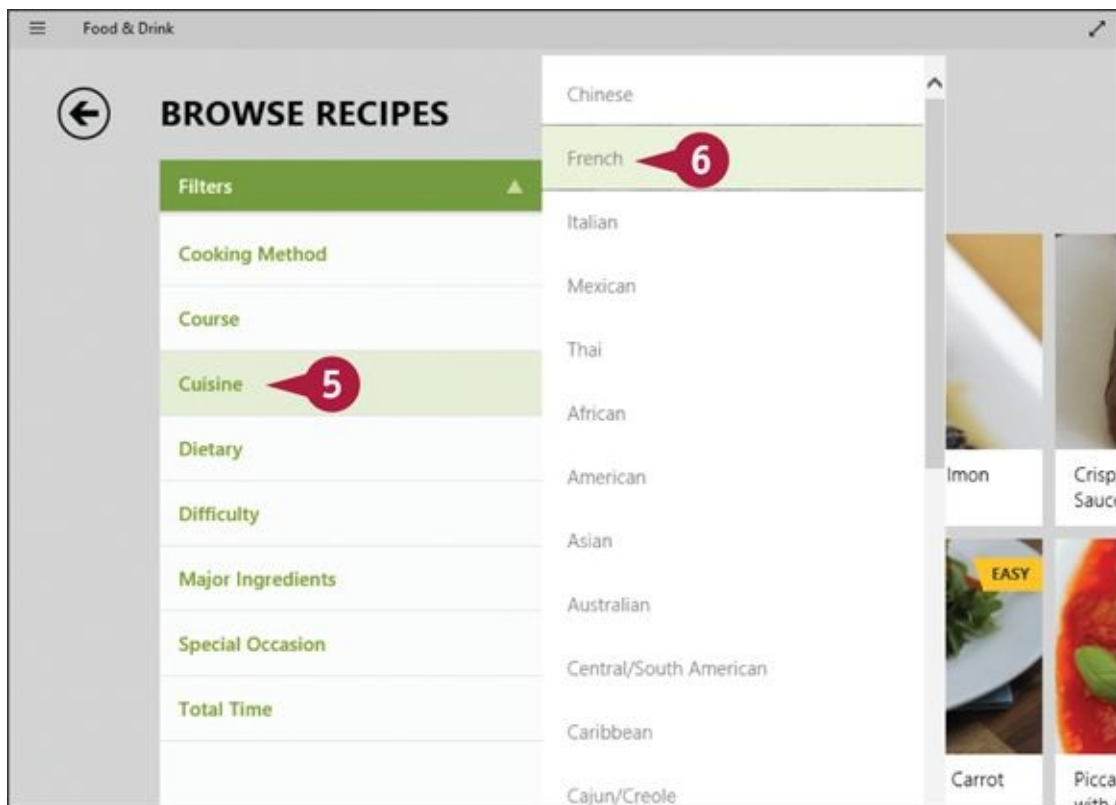 Food & Drink
BROWSE RECIPES
Filters
Cooking Method
Course
Cuisine
5
Dietary
Difficulty
Major Ingredients
Special Occasion
Total Time
Chinese
French
6
Italian
Mexican
Thai
African
American
Asian
Australian
Central/South American
Caribbean
Cajun/Creole
lmon
Crisp
Sauc
EASY
Carrot
Picca
with